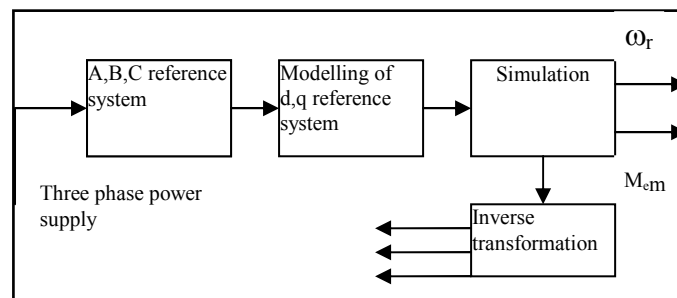 ωr
A,B,C reference
system
Modelling of
d,q reference
system
Simulation
Three phase power
supply
Mem
Inverse
transformation